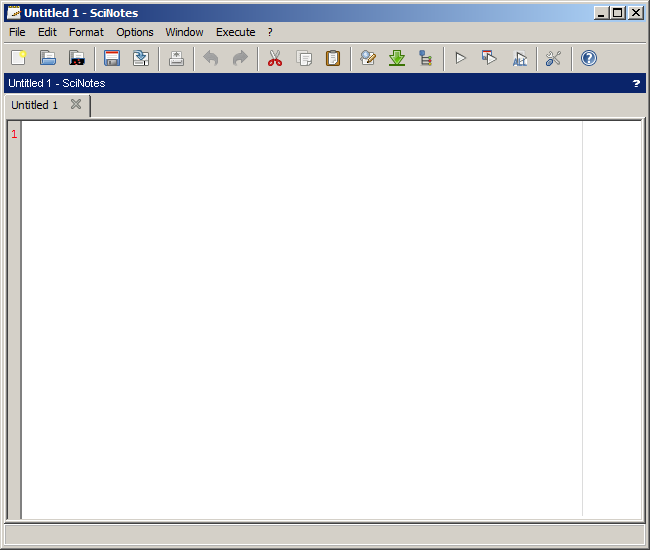 Untitled 1 - SciNotes
File Edit Format Options Window Execute ?
Untitled 1 - SciNotes ?
Untitled 1
1